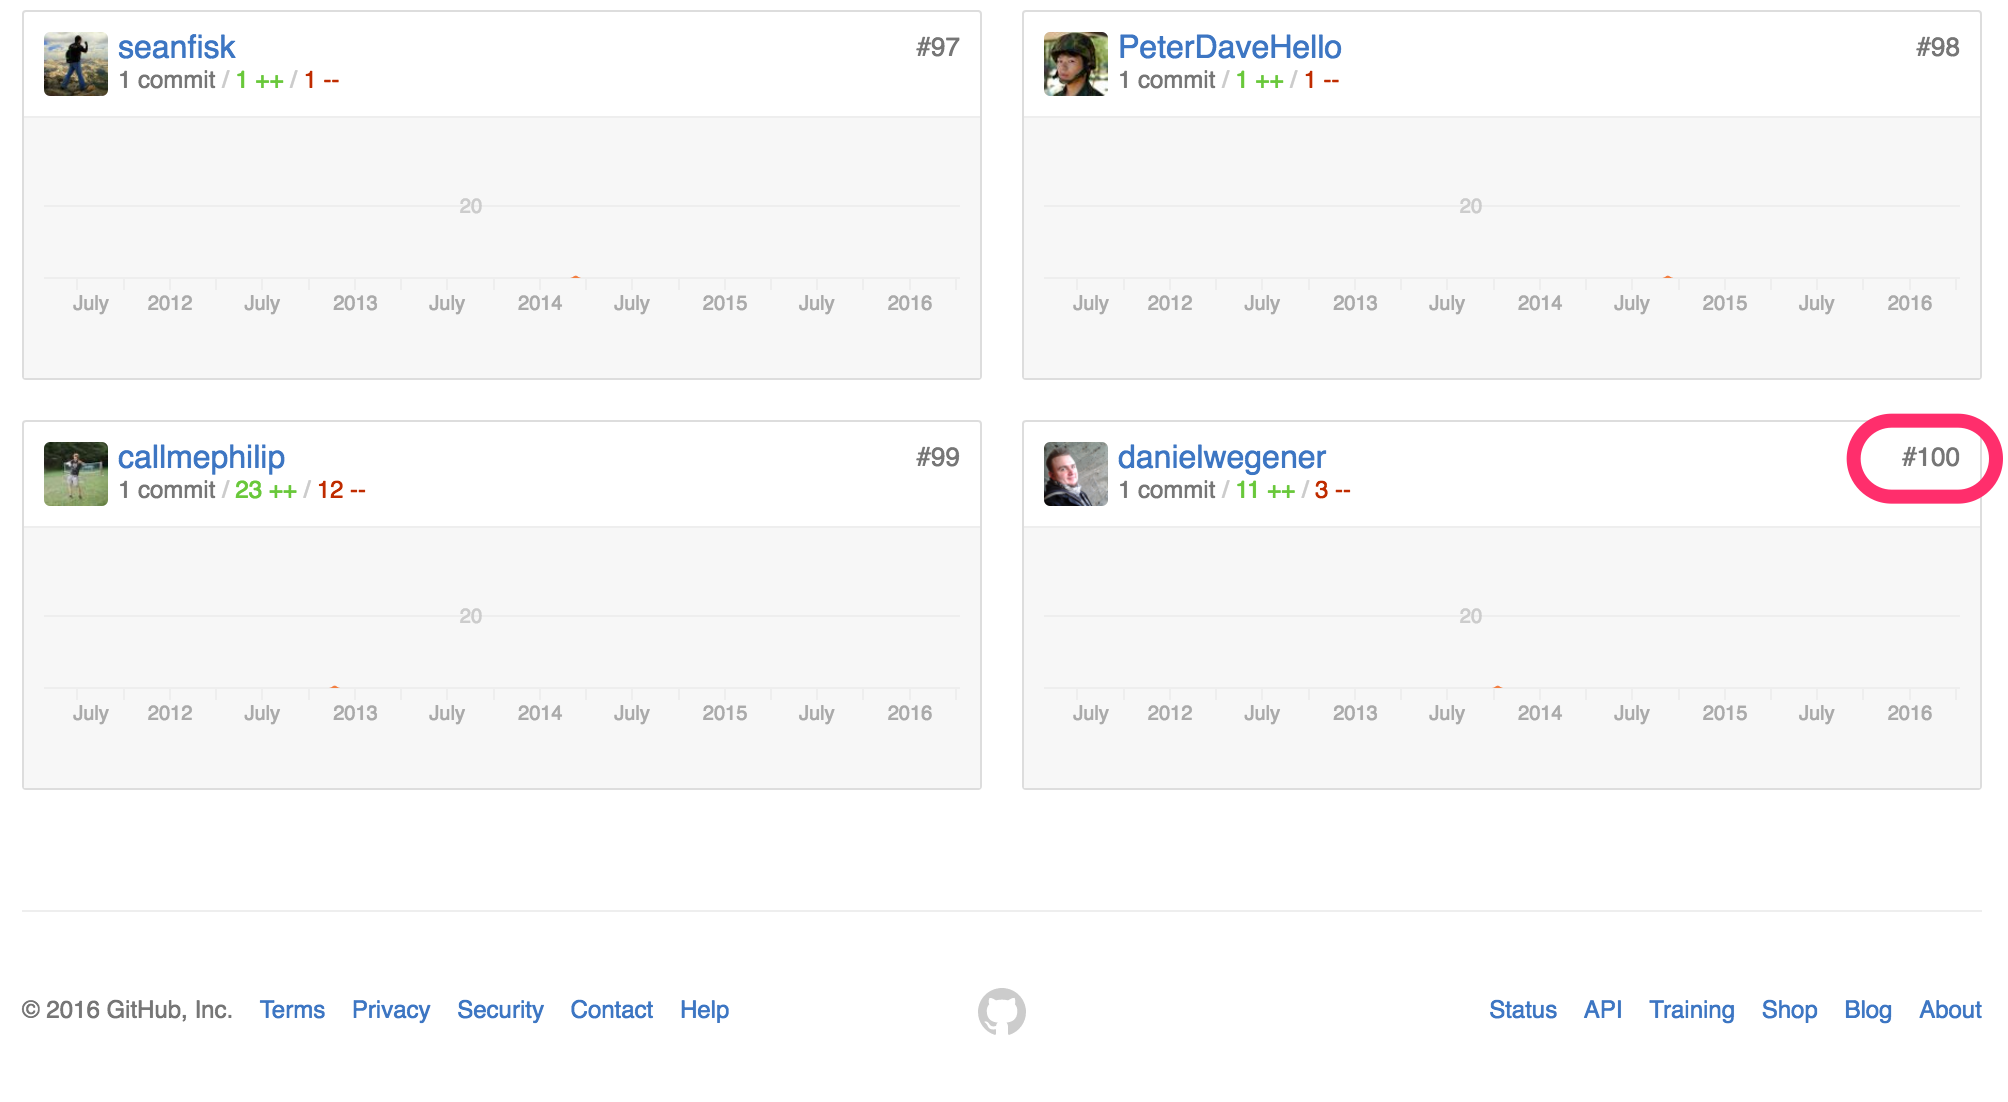 seanfisk #97
1 commit / 1 ++ / 1 --
20
July 2012 July 2013 July 2014 July 2015 July 2016
PeterDaveHello #98
1 commit / 1 ++ / 1 --
20
July 2012 July 2013 July 2014 July 2015 July 2016
callmephilip #99
1 commit / 23 ++ / 12 --
20
July 2012 July 2013 July 2014 July 2015 July 2016
danielwegener #100
1 commit / 11 ++ / 3 --
20
July 2012 July 2013 July 2014 July 2015 July 2016
© 2016 GitHub, Inc. Terms Privacy Security Contact Help Status API Training Shop Blog About